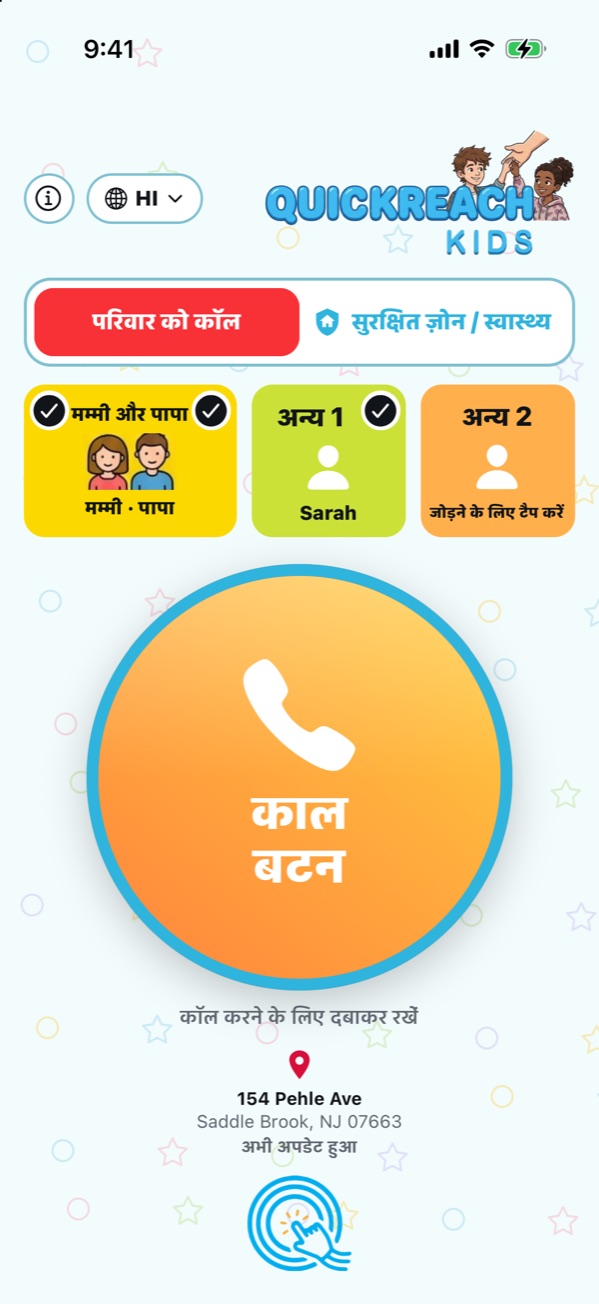 9:41
HI
QUICKREACH
KIDS
परिवार को कॉल
सुरक्षित ज़ोन / स्वास्थ्य
मम्मी और पापा
मम्मी · पापा
अन्य 1
Sarah
अन्य 2
जोड़ने के लिए टैप करें
काल
बटन
कॉल करने के लिए दबाकर रखें
154 Pehle Ave
Saddle Brook, NJ 07663
अभी अपडेट हुआ